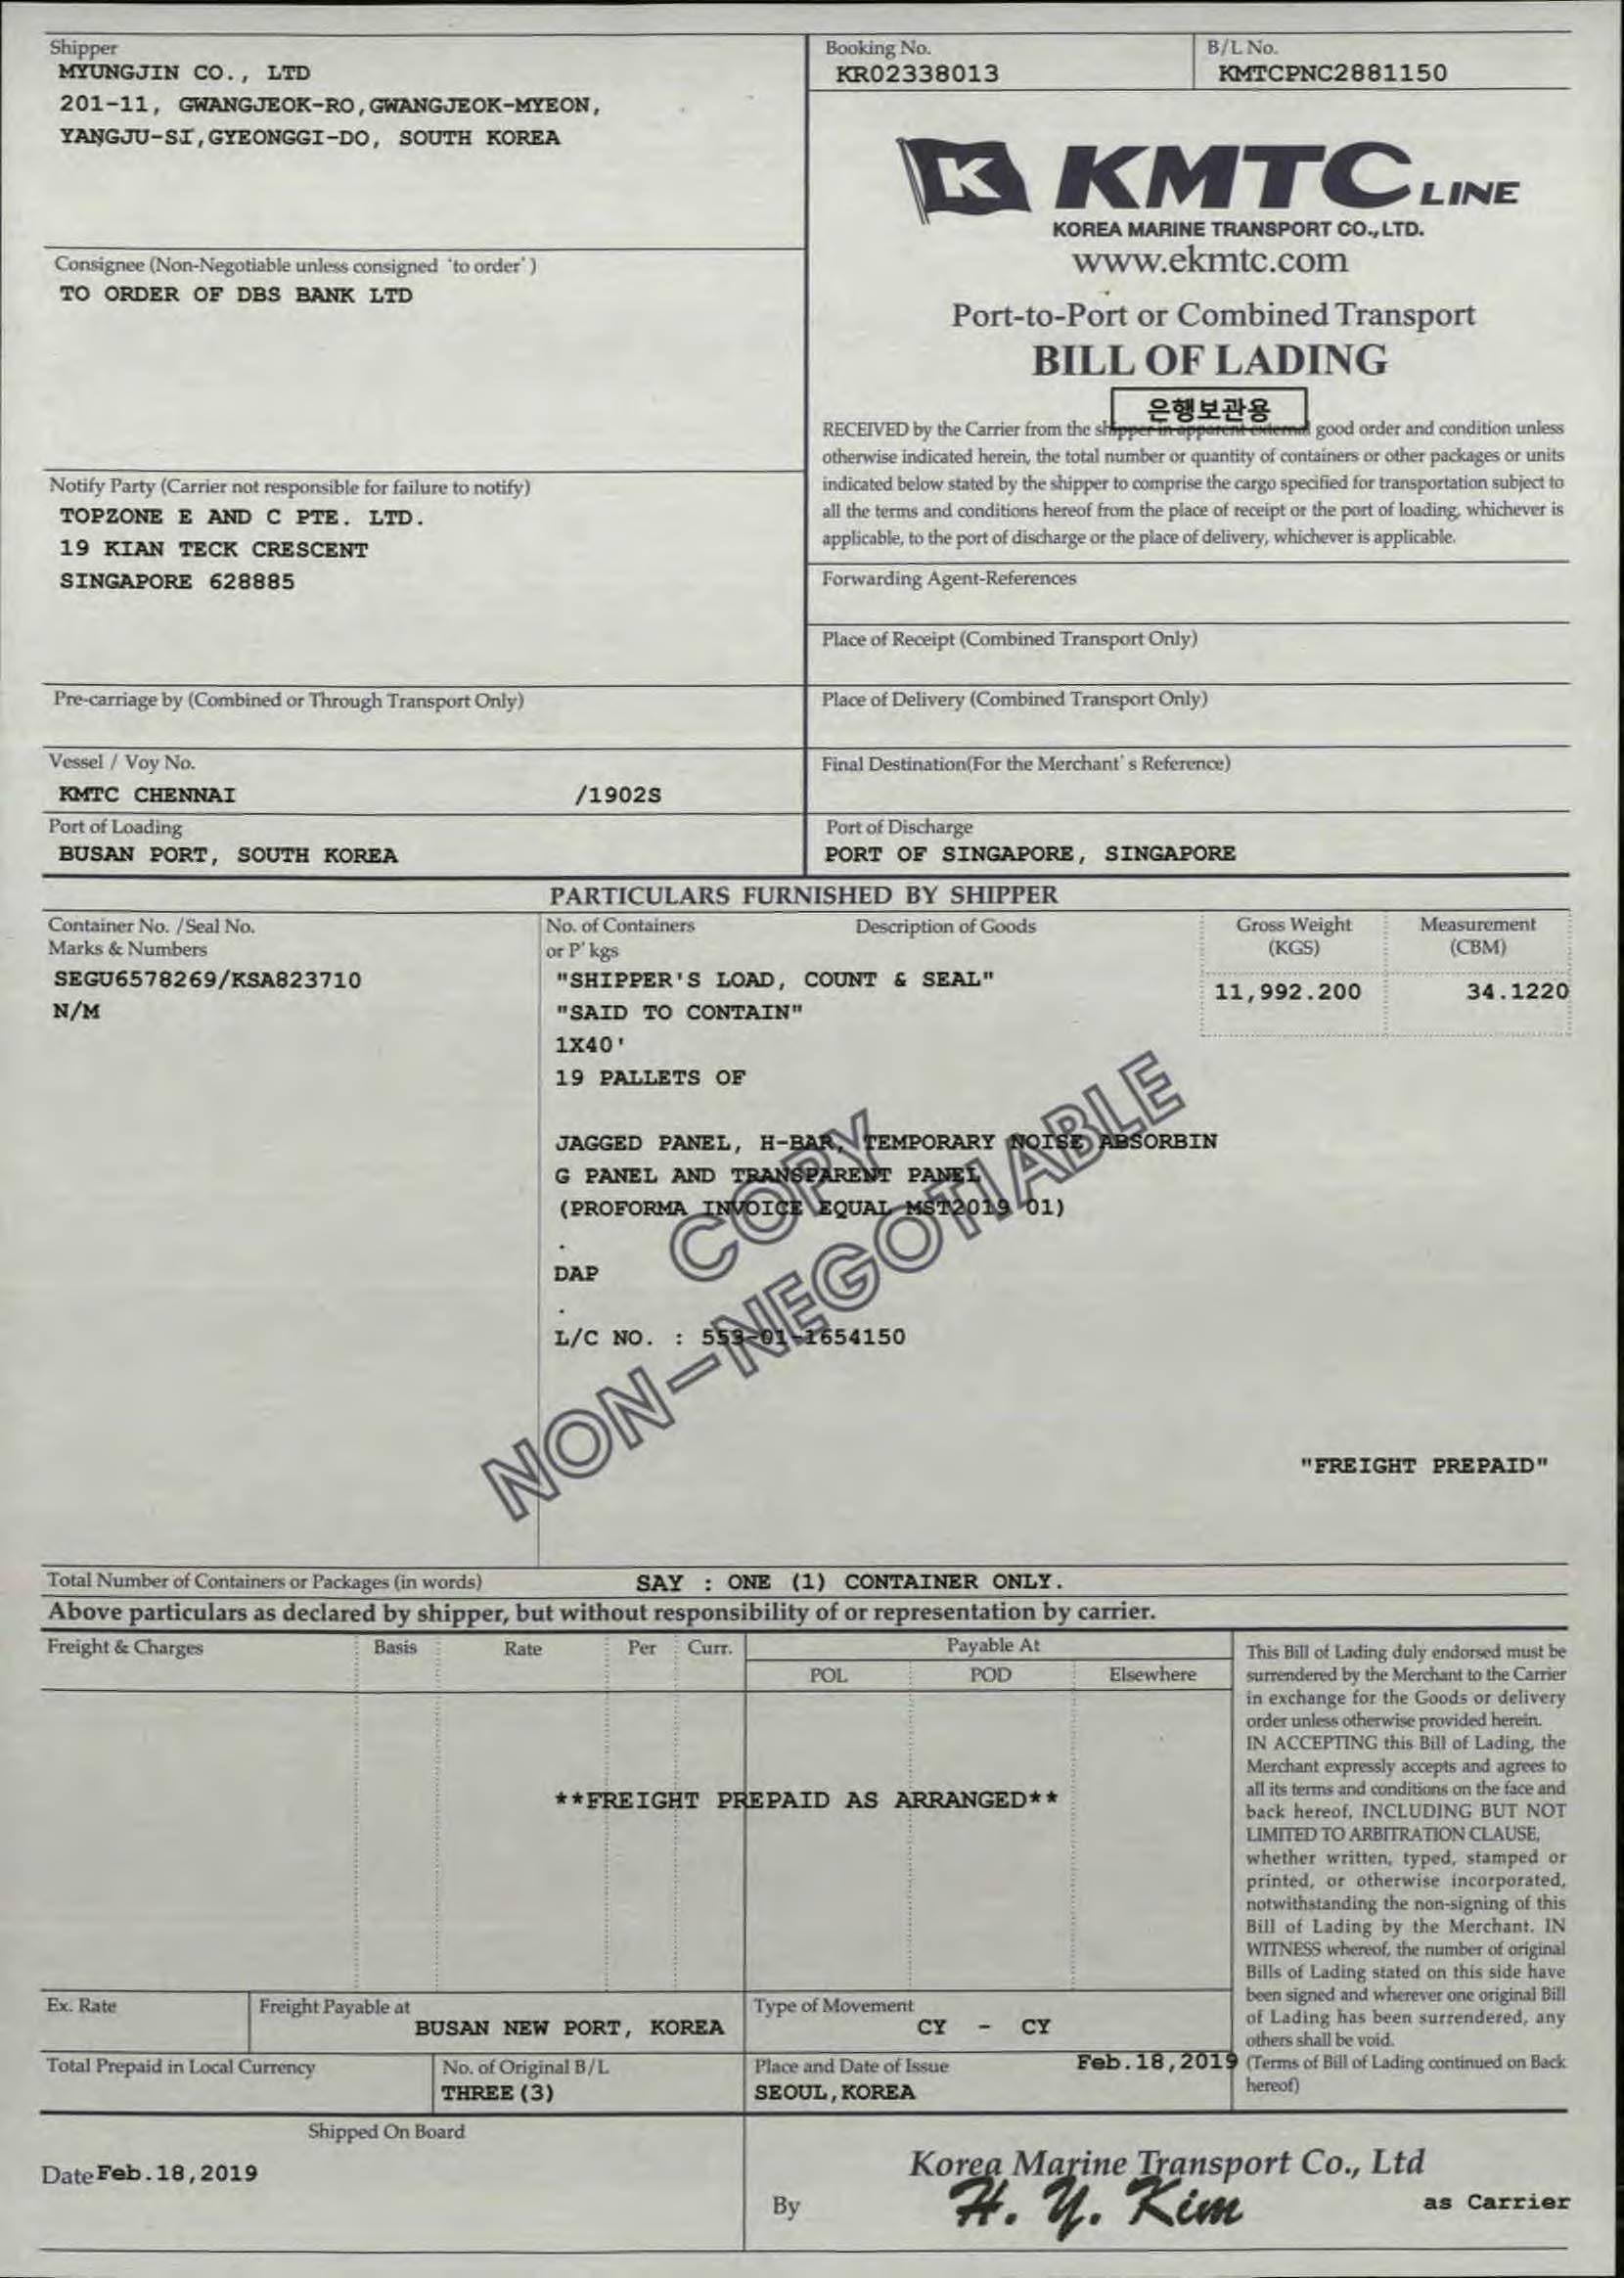 Shipper
MYUNGJIN CO., LTD
201-11, GWANGJEOK-RO,GWANGJEOK-MYEON,
YANGJU-SI,GYEONGGI-DO, SOUTH KOREA
Booking No.
KR02338013
B/L No.
KMTCPNC2881150
K KMTC LINE
KOREA MARINE TRANSPORT CO., LTD.
www.ekmtc.com
Port-to-Port or Combined Transport
BILL OF LADING
은행보관용
Consignee (Non-Negotiable unless consigned 'to order')
TO ORDER OF DBS BANK LTD
RECEIVED by the Carrier from the shipper in apparent external good order and condition unless
otherwise indicated herein, the total number or quantity of containers or other packages or units
indicated below stated by the shipper to comprise the cargo specified for transportation subject to
all the terms and conditions hereof from the place of receipt or the port of loading, whichever is
applicable, to the port of discharge or the place of delivery, whichever is applicable.
Notify Party (Carrier not responsible for failure to notify)
TOPZONE E AND C PTE. LTD.
19 KIAN TECK CRESCENT
SINGAPORE 628885
Forwarding Agent-References
Place of Receipt (Combined Transport Only)
Pre-carriage by (Combined or Through Transport Only)
Place of Delivery (Combined Transport Only)
Vessel / Voy No.
KMTC CHENNAI /1902S
Final Destination(For the Merchant's Reference)
Port of Loading
BUSAN PORT, SOUTH KOREA
Port of Discharge
PORT OF SINGAPORE, SINGAPORE
PARTICULARS FURNISHED BY SHIPPER
Container No. /Seal No.
Marks & Numbers
No. of Containers
or P'kgs
Description of Goods
Gross Weight
(KGS)
Measurement
(CBM)
SEGU6578269/KSA823710
N/M
"SHIPPER'S LOAD, COUNT & SEAL"
"SAID TO CONTAIN"
1X40'
19 PALLETS OF
11,992.200
34.1220
JAGGED PANEL, H-BAR, TEMPORARY NOISE ABSORBIN
G PANEL AND TRANSPARENT PANEL
(PROFORMA INVOICE EQUAL MST2019 01)
.
DAP
.
L/C NO. : 553-01-1654150
COPY
NON-NEGOTIABLE
"FREIGHT PREPAID"
Total Number of Containers or Packages (in words)
SAY : ONE (1) CONTAINER ONLY.
Above particulars as declared by shipper, but without responsibility of or representation by carrier.
Freight & Charges Basis Rate Per Curr. Payable At
POL POD Elsewhere
**FREIGHT PREPAID AS ARRANGED**
This Bill of Lading duly endorsed must be
surrendered by the Merchant to the Carrier
in exchange for the Goods or delivery
order unless otherwise provided herein.
IN ACCEPTING this Bill of Lading, the
Merchant expressly accepts and agrees to
all its terms and conditions on the face and
back hereof, INCLUDING BUT NOT
LIMITED TO ARBITRATION CLAUSE,
whether written, typed, stamped or
printed, or otherwise incorporated,
notwithstanding the non-signing of this
Bill of Lading by the Merchant. IN
WITNESS whereof, the number of original
Bills of Lading stated on this side have
been signed and wherever one original Bill
of Lading has been surrendered, any
others shall be void.
(Terms of Bill of Lading continued on Back
hereof)
Ex. Rate
Freight Payable at
BUSAN NEW PORT, KOREA
Type of Movement
CY - CY
Total Prepaid in Local Currency
No. of Original B/L
THREE (3)
Place and Date of Issue
Feb.18,2019
SEOUL,KOREA
Shipped On Board
Date Feb.18,2019
Korea Marine Transport Co., Ltd
By H. Y. Kim as Carrier